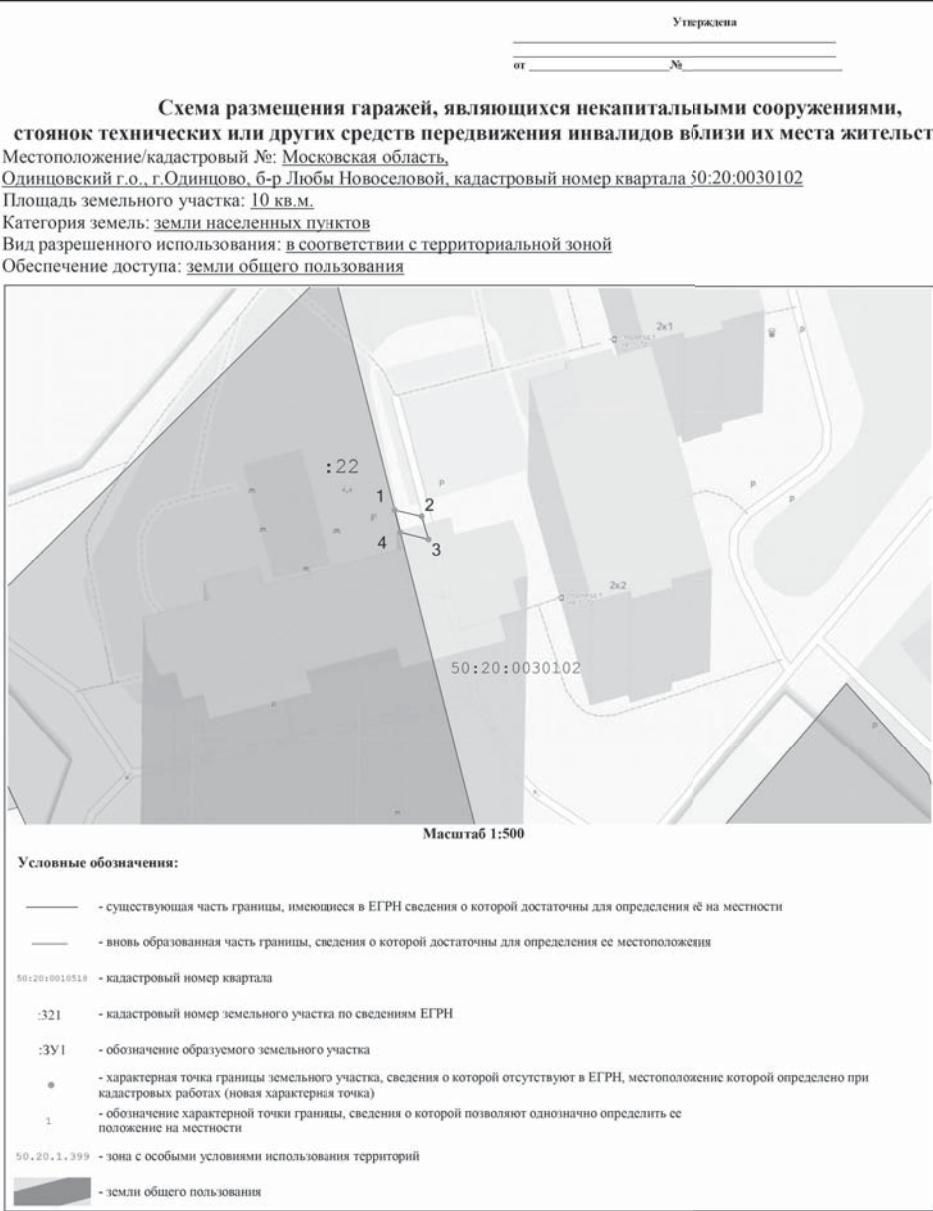 Утверждена
от № 
Схема размещения гаражей, являющихся некапитальными сооружениями,
стоянок технических или других средств передвижения инвалидов вблизи их места жительст
Местоположение/кадастровый №: Московская область,
Одинцовский г.о., г.Одинцово, б-р Любы Новоселовой, кадастровый номер квартала 50:20:0030102
Площадь земельного участка: 10 кв.м.
Категория земель: земли населенных пунктов
Вид разрешенного использования: в соответствии с территориальной зоной
Обеспечение доступа: земли общего пользования
2к1
:22
1
2
4
3
2к2
50:20:0030102
Масштаб 1:500
Условные обозначения:
- существующая часть границы, имеющиеся в ЕГРН сведения о которой достаточны для определения её на местности
- вновь образованная часть границы, сведения о которой достаточны для определения ее местоположения
50:20:0010518 - кадастровый номер квартала
:321 - кадастровый номер земельного участка по сведениям ЕГРН
:ЗУ1 - обозначение образуемого земельного участка
- характерная точка границы земельного участка, сведения о которой отсутствуют в ЕГРН, местоположение которой определено при
кадастровых работах (новая характерная точка)
1 - обозначение характерной точки границы, сведения о которой позволяют однозначно определить ее
положение на местности
50.20.1.399 - зона с особыми условиями использования территорий
- земли общего пользования